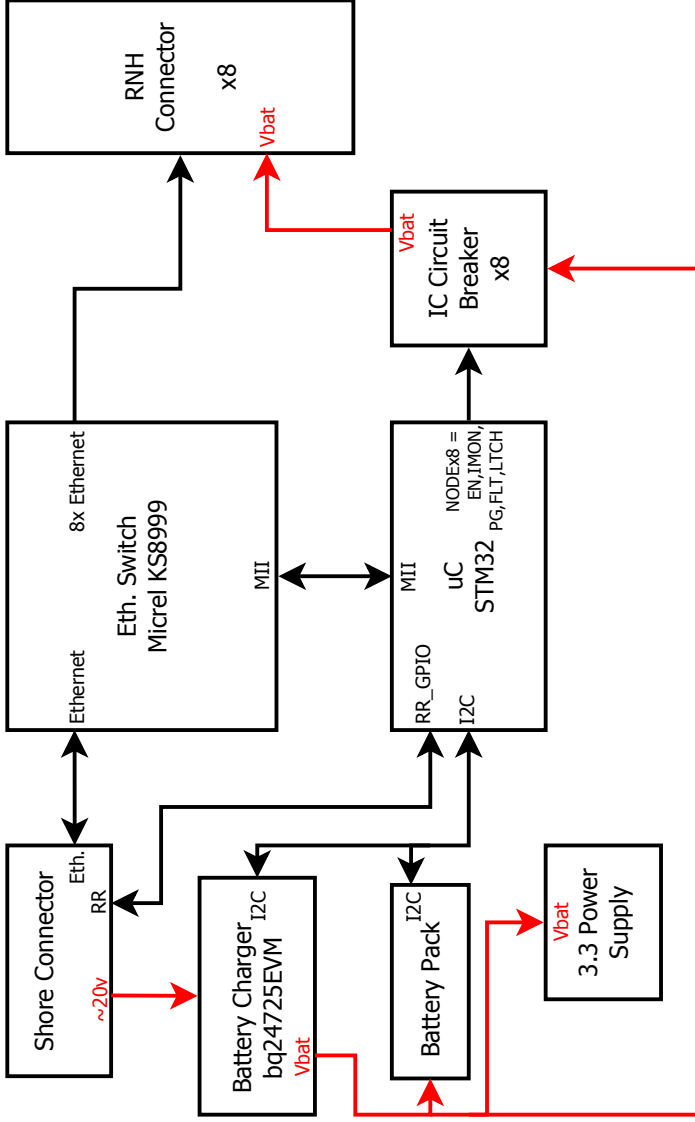 Shore Connector
Eth.
RR
~20v
Ethernet
8x Ethernet
Eth. Switch
Micrel KS8999
MII
RNH
Connector
x8
Vbat
Battery Charger
bq24725EVM
I2C
Vbat
RR_GPIO
I2C
MII
uC
STM32
NODEx8 =
EN,IMON,
PG,FLT,LTCH
Vbat
IC Circuit
Breaker
x8
I2C
Battery Pack
Vbat
3.3 Power
Supply